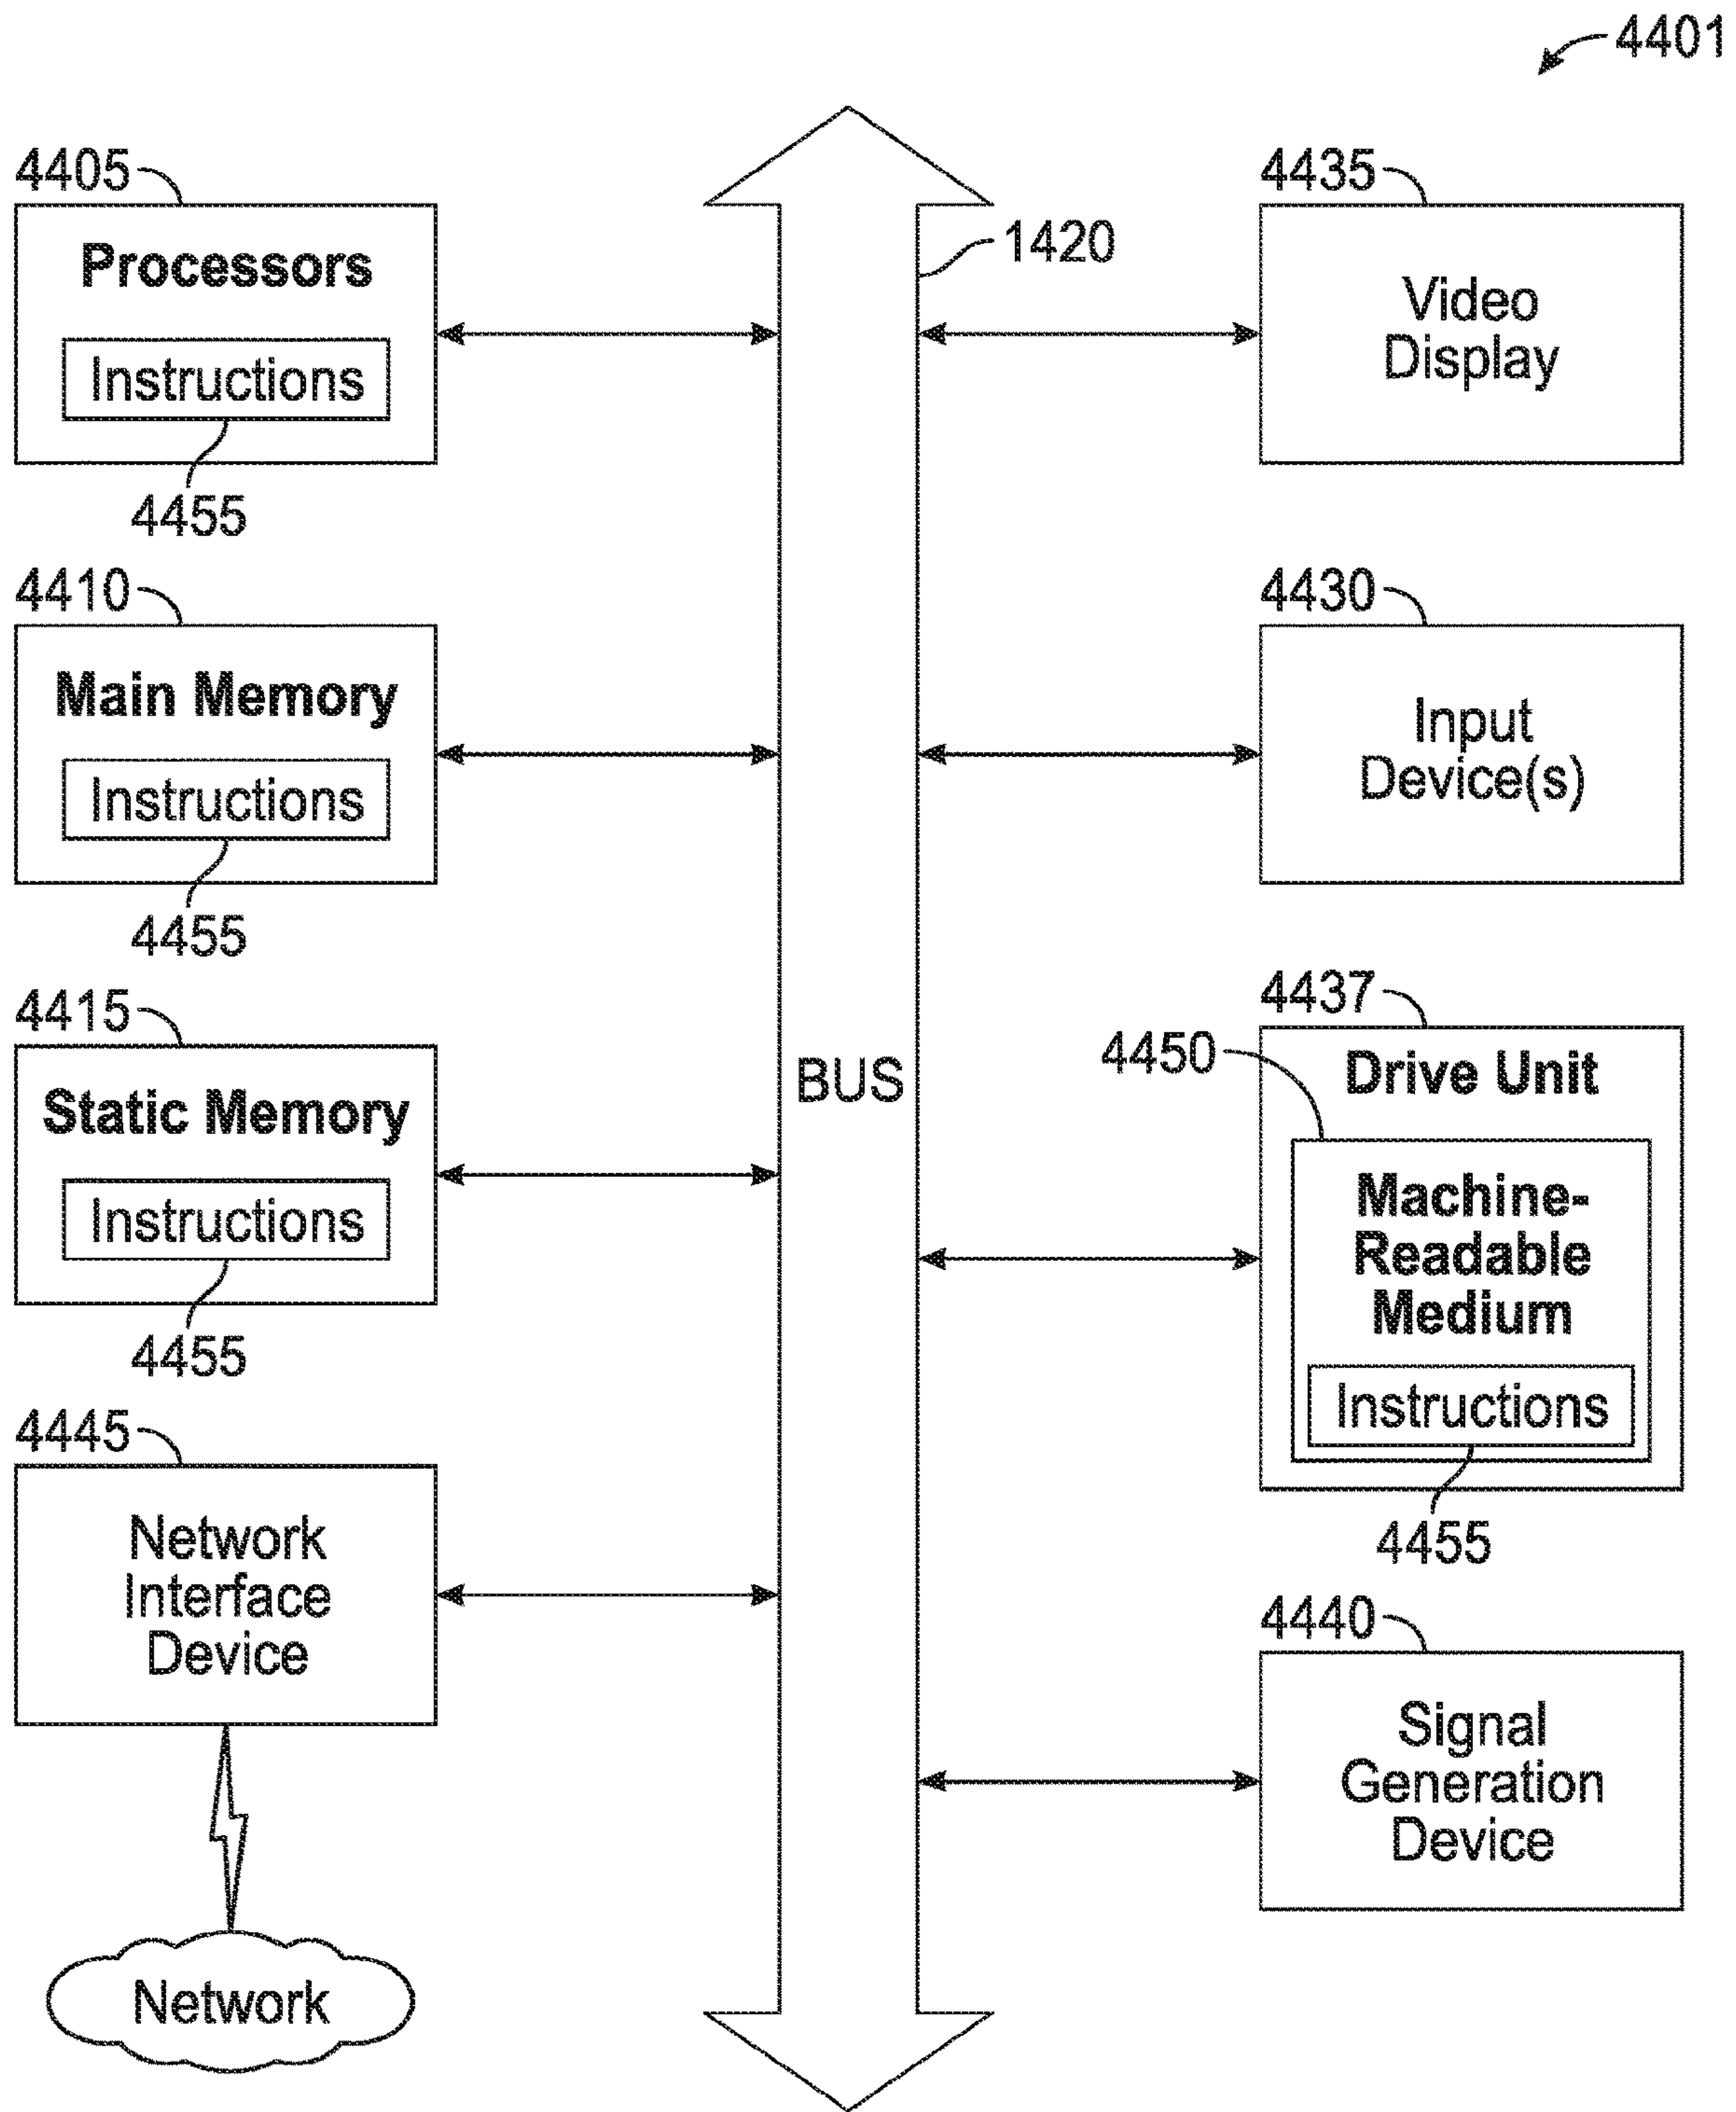 4401
4405
Processors
Instructions
4455
4410
Main Memory
Instructions
4455
4415
Static Memory
Instructions
4455
4445
Network
Interface
Device
Network
1420
BUS
4435
Video
Display
4430
Input
Device(s)
4437
4450
Drive Unit
Machine-
Readable
Medium
Instructions
4455
4440
Signal
Generation
Device